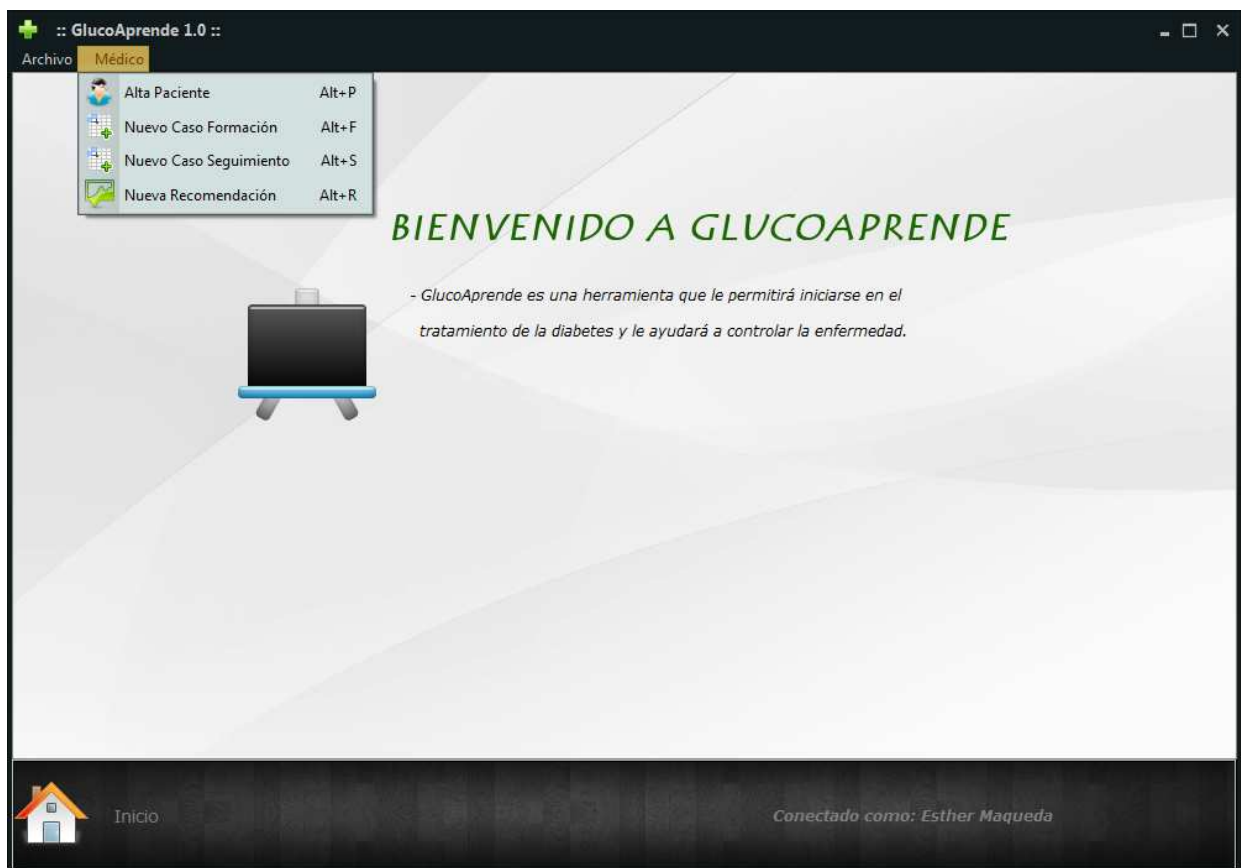 :: GlucoAprende 1.0 ::
Archivo Médico
Alta Paciente Alt+P
Nuevo Caso Formación Alt+F
Nuevo Caso Seguimiento Alt+S
Nueva Recomendación Alt+R
BIENVENIDO A GLUCOAPRENDE
- GlucoAprende es una herramienta que le permitirá iniciarse en el
tratamiento de la diabetes y le ayudará a controlar la enfermedad.
Inicio Conectado como: Esther Maqueda